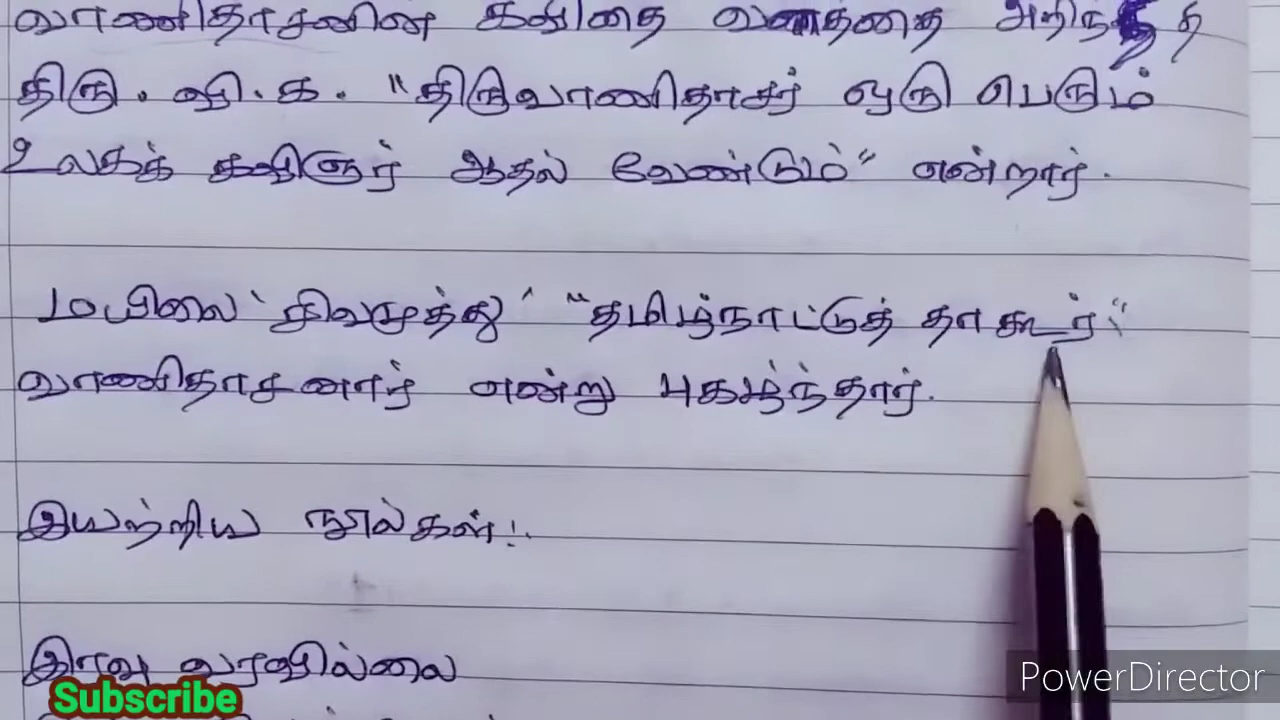 வாணிதாசனின் கவிதை வளத்தை அறிந்த
திரு. வி. க. "திருவாணிதாசர் ஒரு பெரும்
உலகக் கவிஞர் ஆதல் வேண்டும்" என்றார்.
மயிலை 'சிவமுத்து' "தமிழ்நாட்டுத் தாகூர்"
வாணிதாசனார் என்று புகழ்ந்தார்.
இயற்றிய நூல்கள்:
இரவு வரவில்லை
Subscribe
PowerDirector